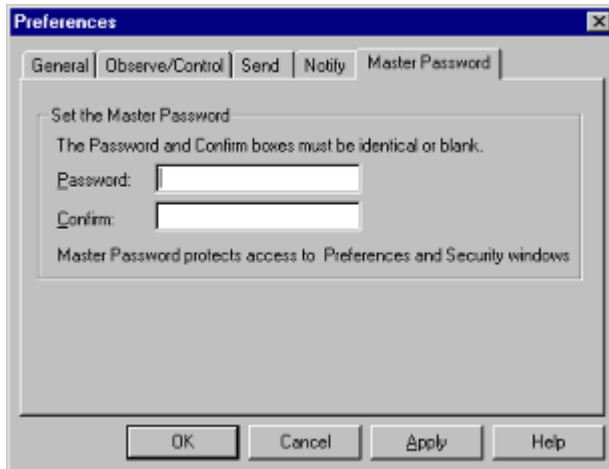 Preferences
General Observe/Control Send Notify Master Password
Set the Master Password
The Password and Confirm boxes must be identical or blank.
Password:
Confirm:
Master Password protects access to Preferences and Security windows
OK Cancel Apply Help